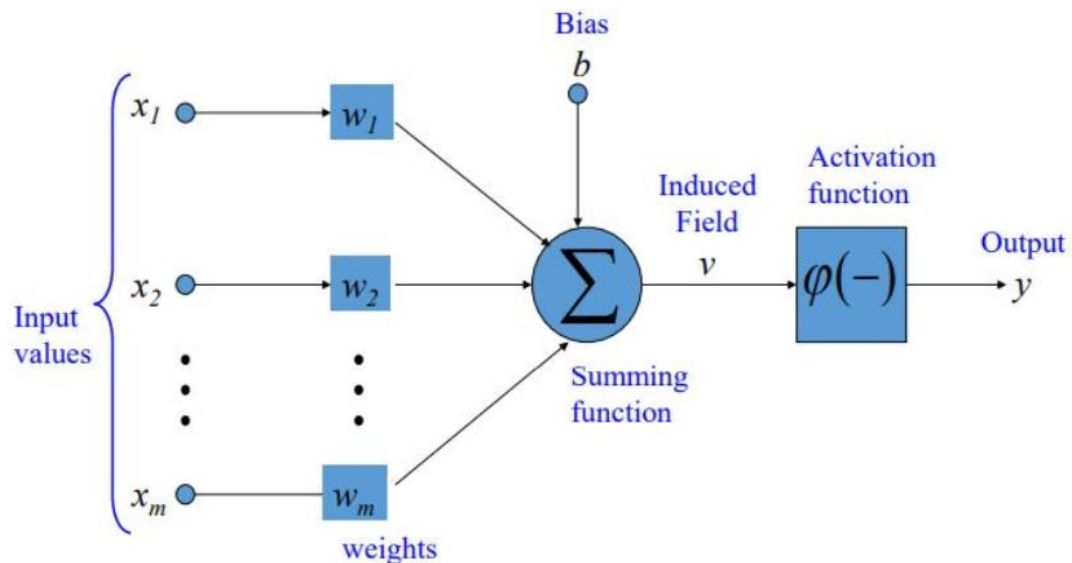 Bias
b
x1
w1
Activation
function
Induced
Field
v
φ(−)
Output
y
x2
w2
∑
Input
values
Summing
function
xm
wm
weights